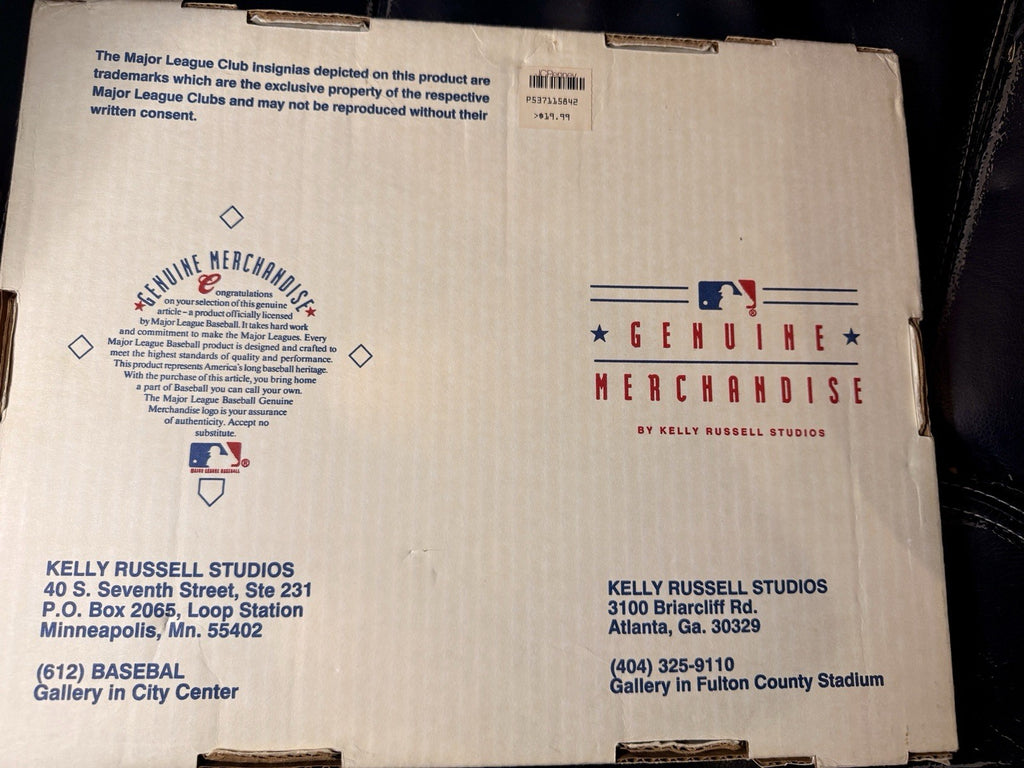 The Major League Club insignias depicted on this product are
trademarks which are the exclusive property of the respective
Major League Clubs and may not be reproduced without their
written consent.
JCPenney
P537115842
>$19.99
GENUINE MERCHANDISE
Congratulations
on your selection of this genuine
article – a product officially licensed
by Major League Baseball. It takes hard work
and commitment to make the Major Leagues. Every
Major League Baseball product is designed and crafted to
meet the highest standards of quality and performance.
This product represents America's long baseball heritage.
With the purchase of this article, you bring home
a part of Baseball you can call your own.
The Major League Baseball Genuine
Merchandise logo is your assurance
of authenticity. Accept no
substitute.
®
MAJOR LEAGUE BASEBALL
®
GENUINE
MERCHANDISE
BY KELLY RUSSELL STUDIOS
KELLY RUSSELL STUDIOS
40 S. Seventh Street, Ste 231
P.O. Box 2065, Loop Station
Minneapolis, Mn. 55402
(612) BASEBAL
Gallery in City Center
KELLY RUSSELL STUDIOS
3100 Briarcliff Rd.
Atlanta, Ga. 30329
(404) 325-9110
Gallery in Fulton County Stadium